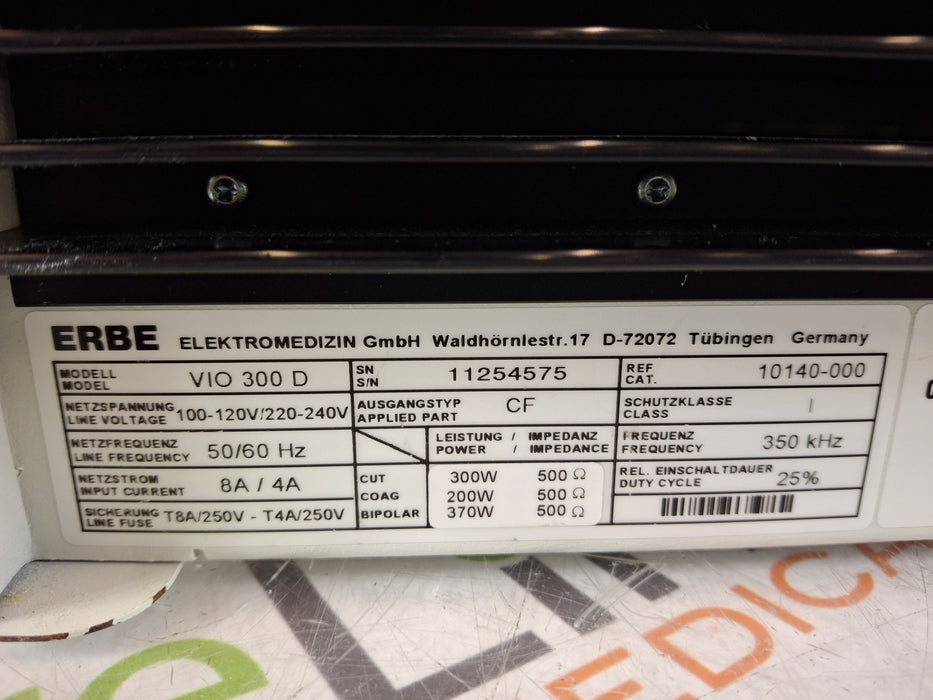 ERBE ELEKTROMEDIZIN GmbH Waldhörnlestr.17 D-72072 Tübingen Germany
MODELL
MODEL
VIO 300 D
SN
S/N
11254575
REF
CAT.
10140-000
NETZSPANNUNG
LINE VOLTAGE
100-120V/220-240V
AUSGANGSTYP
APPLIED PART
CF
SCHUTZKLASSE
CLASS
I
NETZFREQUENZ
LINE FREQUENCY
50/60 Hz
LEISTUNG / IMPEDANZ
POWER / IMPEDANCE
FREQUENZ
FREQUENCY
350 kHz
NETZSTROM
INPUT CURRENT
8A / 4A
CUT 300W 500 Ω
COAG 200W 500 Ω
BIPOLAR 370W 500 Ω
REL. EINSCHALTDAUER
DUTY CYCLE
25%
SICHERUNG
LINE FUSE
T8A/250V - T4A/250V
MEDICA